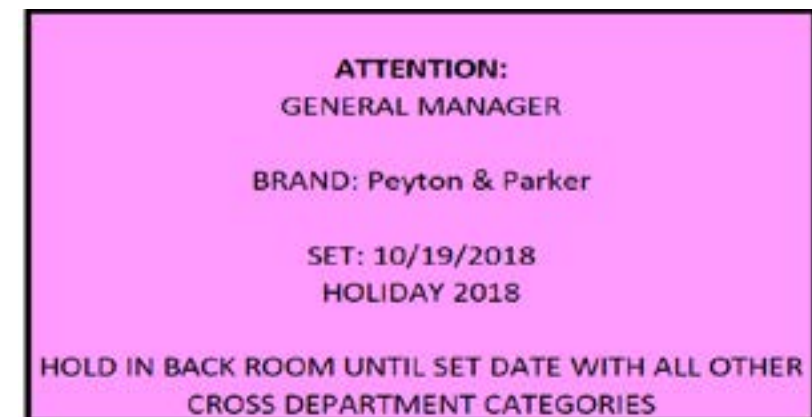 ATTENTION:
GENERAL MANAGER
BRAND: Peyton & Parker
SET: 10/19/2018
HOLIDAY 2018
HOLD IN BACK ROOM UNTIL SET DATE WITH ALL OTHER
CROSS DEPARTMENT CATEGORIES